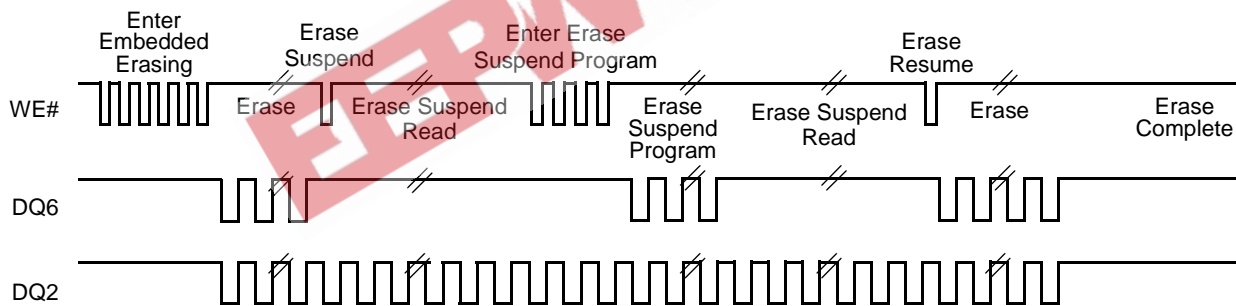 Enter
Embedded
Erasing
Erase
Suspend
Enter Erase
Suspend Program
Erase
Resume
WE#
Erase
Erase Suspend
Read
Erase
Suspend
Program
Erase Suspend
Read
Erase
Erase
Complete
DQ6
DQ2